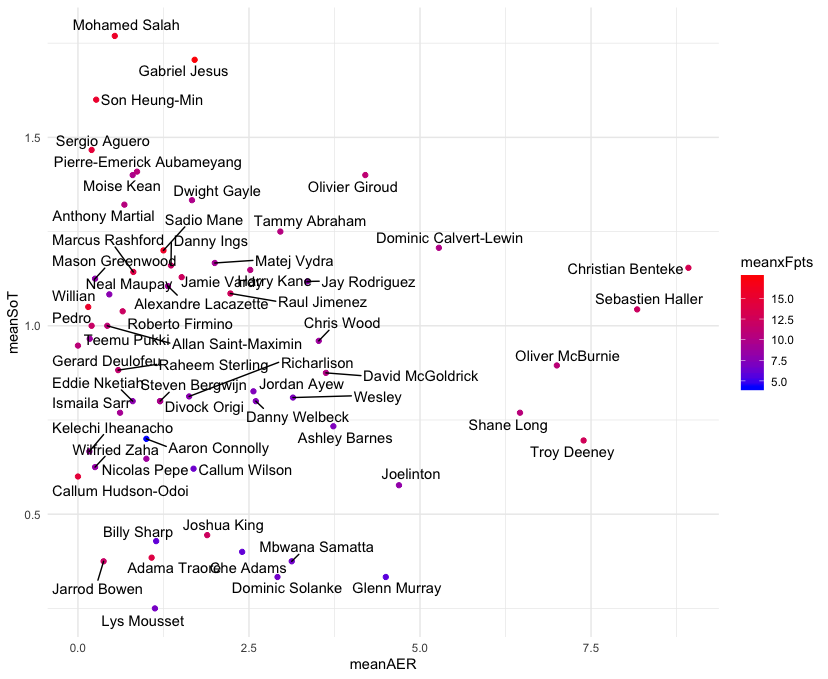 Mohamed Salah
Gabriel Jesus
Son Heung-Min
1.5
Sergio Aguero
Pierre-Emerick Aubameyang
Moise Kean
Dwight Gayle
Olivier Giroud
Anthony Martial
Sadio Mane
Tammy Abraham
Marcus Rashford
Danny Ings
Dominic Calvert-Lewin
Mason Greenwood
Matej Vydra
Christian Benteke
Neal Maupay
Jamie Vardy
Harry Kane
Jay Rodriguez
Willian
Alexandre Lacazette
Raul Jimenez
Sebastien Haller
Pedro
Roberto Firmino
Chris Wood
1.0
Teemu Pukki
Allan Saint-Maximin
Gerard Deulofeu
Raheem Sterling
Richarlison
Oliver McBurnie
David McGoldrick
Eddie Nketiah
Steven Bergwijn
Jordan Ayew
Ismaila Sarr
Divock Origi
Wesley
Danny Welbeck
Shane Long
Kelechi Iheanacho
Ashley Barnes
Wilfried Zaha
Aaron Connolly
Troy Deeney
Nicolas Pepe
Callum Wilson
Joelinton
Callum Hudson-Odoi
0.5
Billy Sharp
Joshua King
Mbwana Samatta
Adama Traore
Che Adams
Jarrod Bowen
Dominic Solanke
Glenn Murray
Lys Mousset
0.0
2.5
5.0
7.5
meanAER
meanSoT
meanxFpts
15.0
12.5
10.0
7.5
5.0